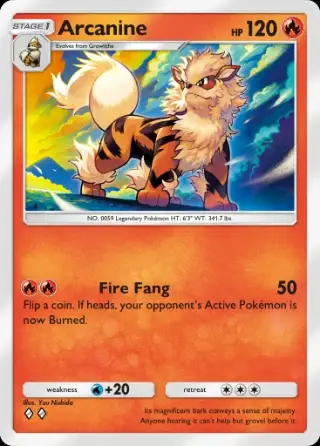 STAGE 1
Arcanine
HP 120
Evolves from Growlithe
NO. 0059 Legendary Pokémon HT: 6'3" WT: 341.7 lbs.
Fire Fang 50
Flip a coin. If heads, your opponent's Active Pokémon
is now Burned.
weakness +20
retreat
Illus. You Nishida
Its magnificent bark conveys a sense of majesty.
Anyone hearing it can't help but grovel before it.